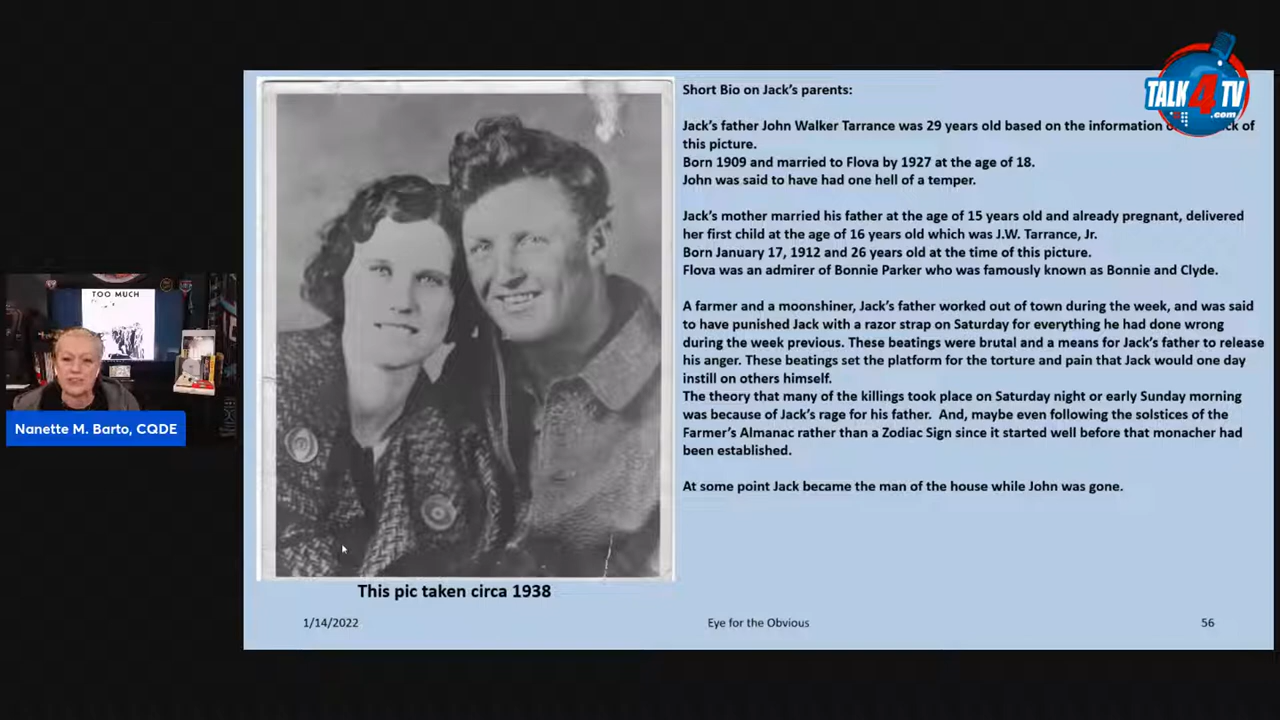 TALK 4 TV
.com
Short Bio on Jack's parents:
Jack's father John Walker Tarrance was 29 years old based on the information of
this picture.
Born 1909 and married to Flova by 1927 at the age of 18.
John was said to have had one hell of a temper.
Jack's mother married his father at the age of 15 years old and already pregnant, delivered
her first child at the age of 16 years old which was J.W. Tarrance, Jr.
Born January 17, 1912 and 26 years old at the time of this picture.
Flova was an admirer of Bonnie Parker who was famously known as Bonnie and Clyde.
A farmer and a moonshiner, Jack's father worked out of town during the week, and was said
to have punished Jack with a razor strap on Saturday for everything he had done wrong
during the week previous. These beatings were brutal and a means for Jack's father to release
his anger. These beatings set the platform for the torture and pain that Jack would one day
instill on others himself.
The theory that many of the killings took place on Saturday night or early Sunday morning
was because of Jack's rage for his father. And, maybe even following the solstices of the
Farmer's Almanac rather than a Zodiac Sign since it started well before that monacher had
been established.
At some point Jack became the man of the house while John was gone.
TOO MUCH
Nanette M. Barto, CQDE
This pic taken circa 1938
1/14/2022
Eye for the Obvious
56